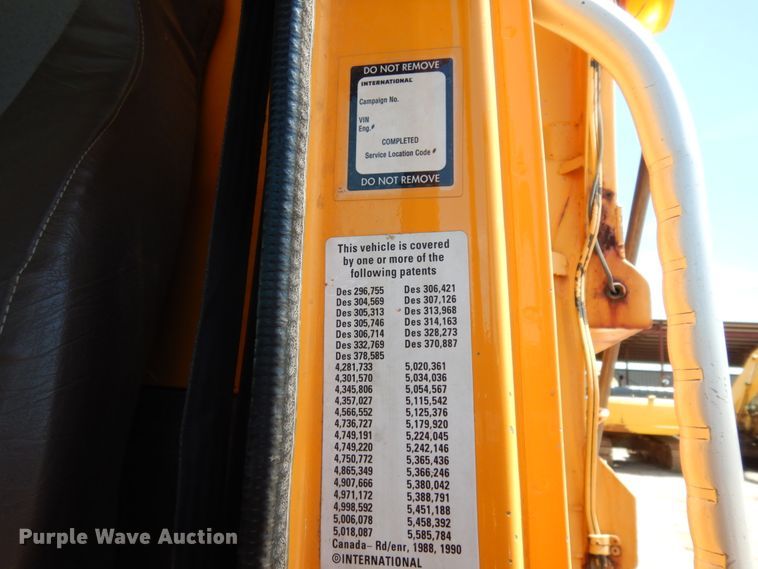 DO NOT REMOVE
INTERNATIONAL
Campaign No.
VIN
Eng.#
COMPLETED
Service Location Code #
DO NOT REMOVE
This vehicle is covered
by one or more of the
following patents
Des 296,755 Des 306,421
Des 304,569 Des 307,126
Des 305,313 Des 313,968
Des 305,746 Des 314,163
Des 306,714 Des 328,273
Des 332,769 Des 370,887
Des 378,585
4,281,733 5,020,361
4,301,570 5,034,036
4,345,806 5,054,567
4,357,027 5,115,542
4,566,552 5,125,376
4,736,727 5,179,920
4,749,191 5,224,045
4,749,220 5,242,146
4,750,772 5,365,436
4,865,349 5,366,246
4,907,666 5,380,042
4,971,172 5,388,791
4,998,592 5,451,188
5,006,078 5,458,392
5,018,087 5,585,784
Canada– Rd/enr, 1988, 1990
©INTERNATIONAL
Purple Wave Auction®